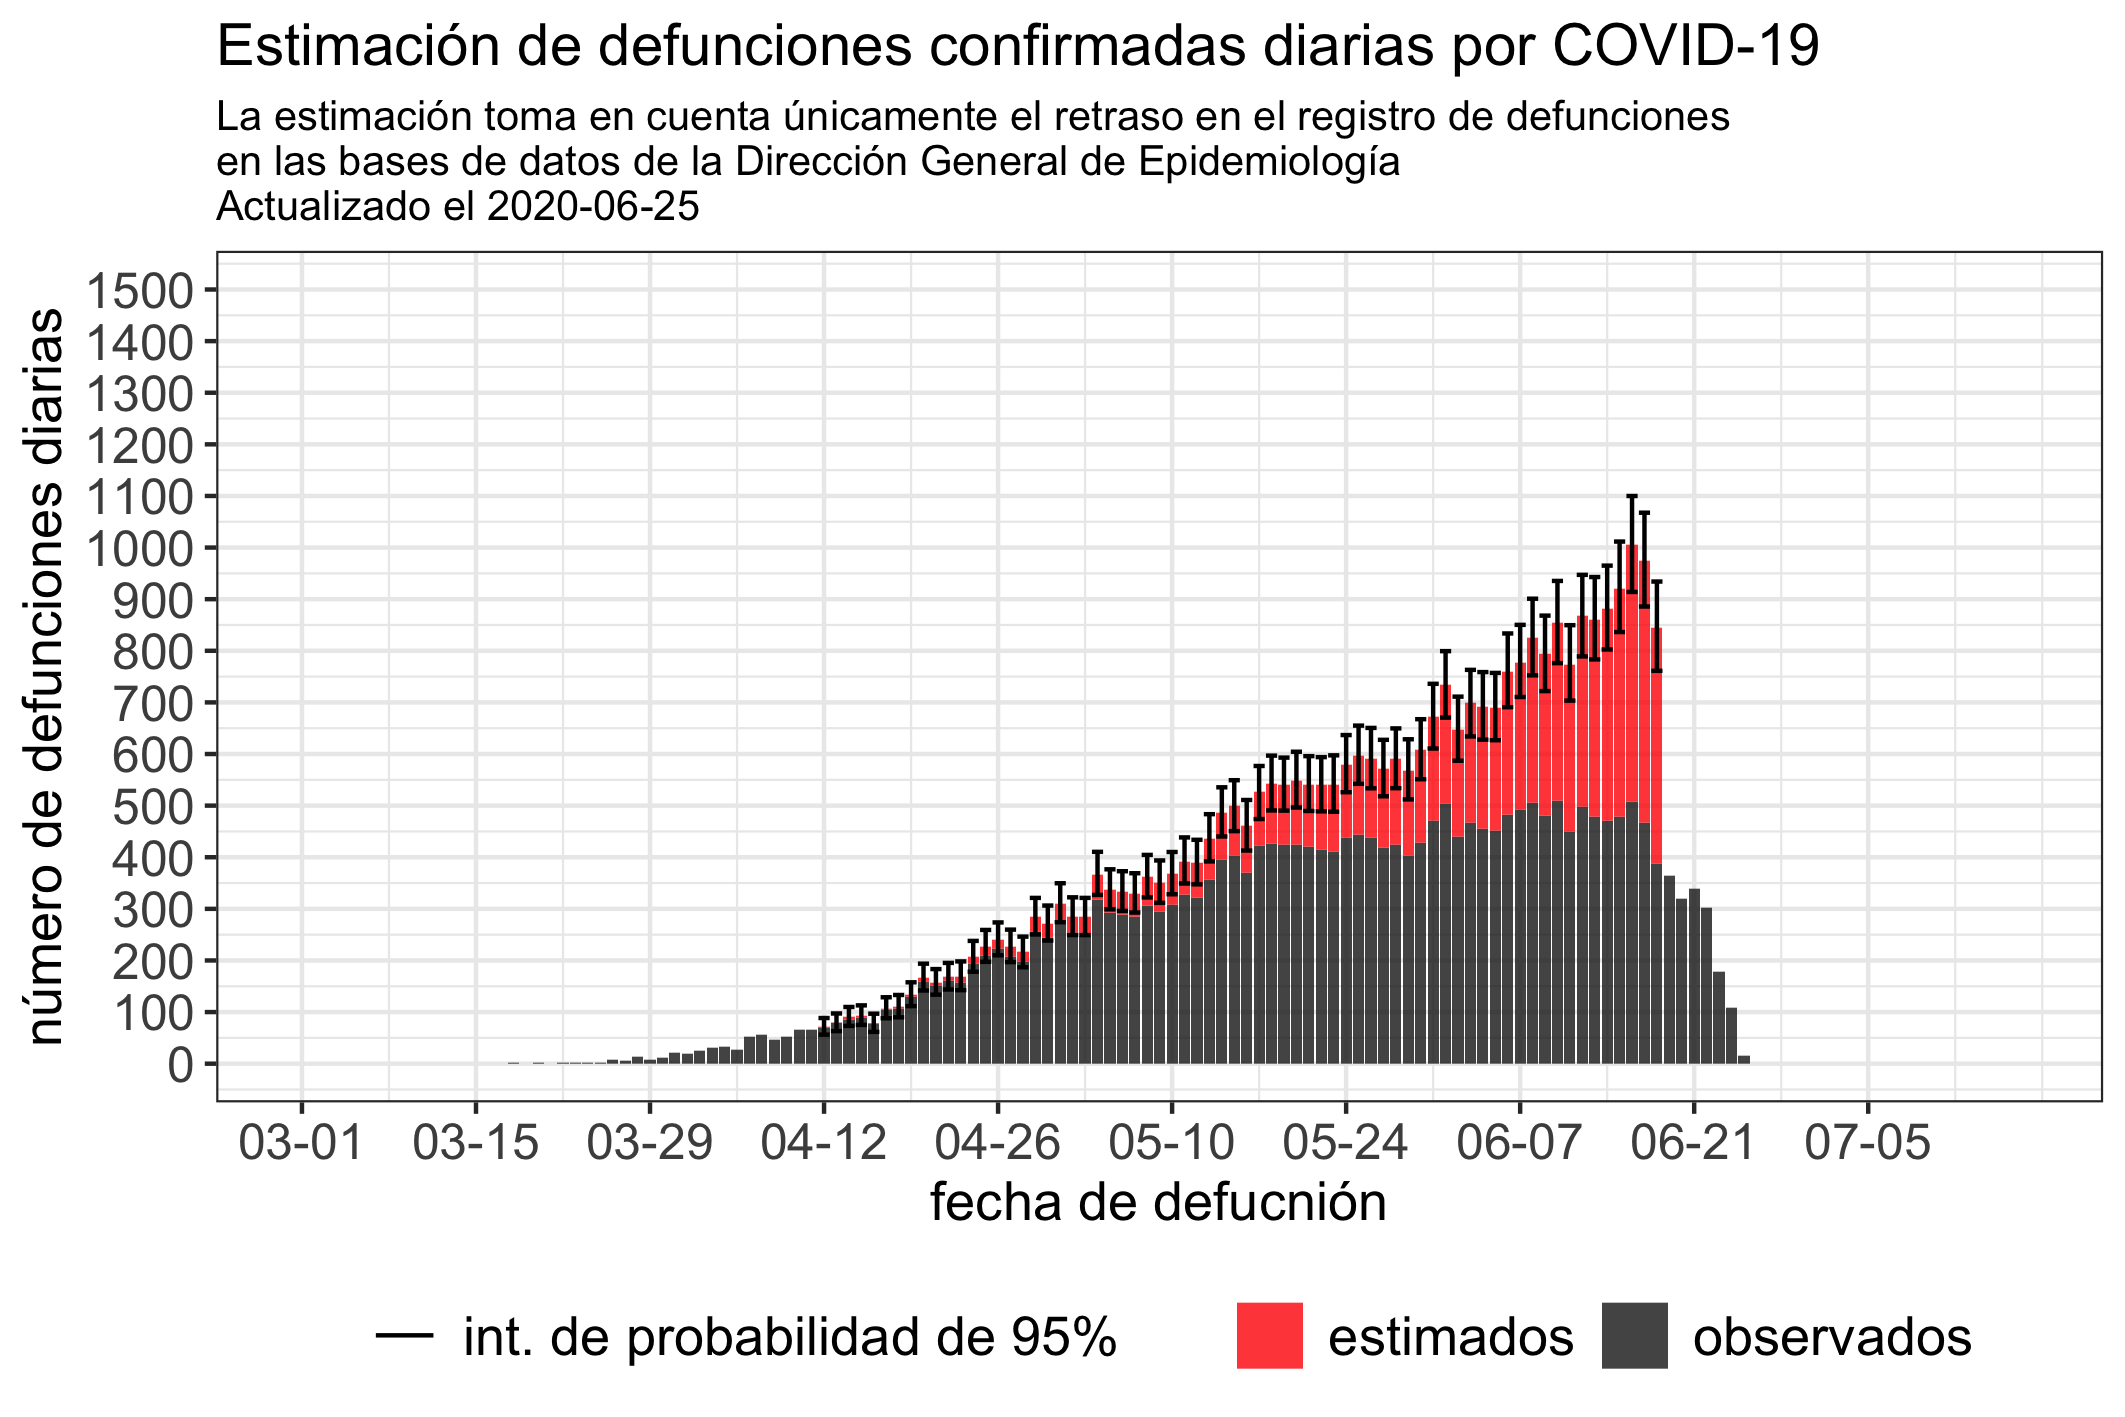 Estimación de defunciones confirmadas diarias por COVID-19
La estimación toma en cuenta únicamente el retraso en el registro de defunciones
en las bases de datos de la Dirección General de Epidemiología
Actualizado el 2020-06-25
número de defunciones diarias
1500
1400
1300
1200
1100
1000
900
800
700
600
500
400
300
200
100
0
03-01 03-15 03-29 04-12 04-26 05-10 05-24 06-07 06-21 07-05
fecha de defucnión
int. de probabilidad de 95% estimados observados